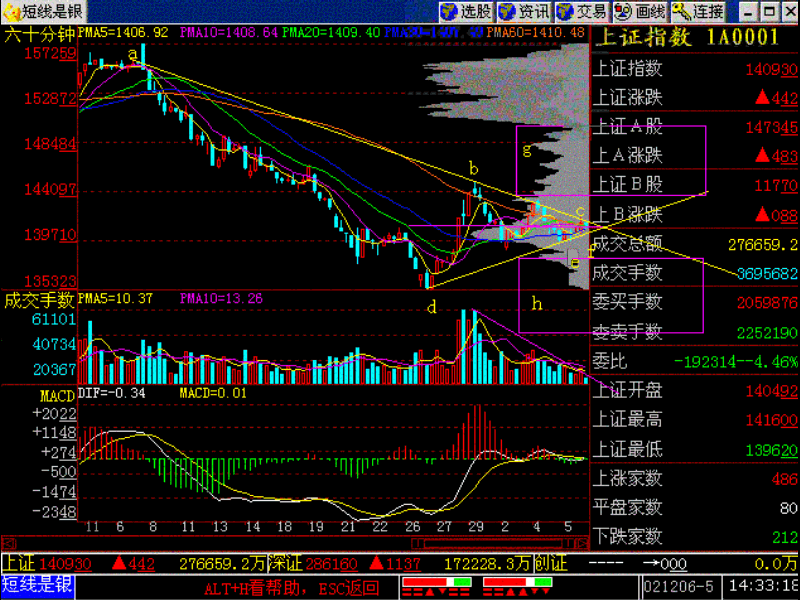 短线是银
选股 资讯 交易 画线 连接
六十分钟 PMA5=1406.92 PMA10=1408.64 PMA20=1409.40 PMA60=1410.48
上证指数 1A0001
157259
152872
148484
144097
139710
135323
a
b
g
c
f
e
d
h
上证指数 140930
上证涨跌 ▲442
上证A股 147345
上A涨跌 ▲483
上证B股 11770
上B涨跌 ▲088
成交总额 276659.2
成交手数 3695682
委买手数 2059876
委卖手数 2252190
委比 -192314--4.46%
上证开盘 140492
上证最高 141600
上证最低 139620
上涨家数 486
平盘家数 80
下跌家数 212
成交手数 PMA5=10.37 PMA10=13.26
61101
40734
20367
MACD DIF=-0.34 MACD=0.01
+2022
+1148
+274
-500
-1474
-2348
11 6 8 11 13 14 18 19 21 22 26 27 29 2 4 5
上证 140930 ▲442 276659.2万 深证 286160 ▲1137 172228.3万 创证 ---- →000 0.0万
短线是银 ALT+H看帮助, ESC返回 021206-5 14:33:18